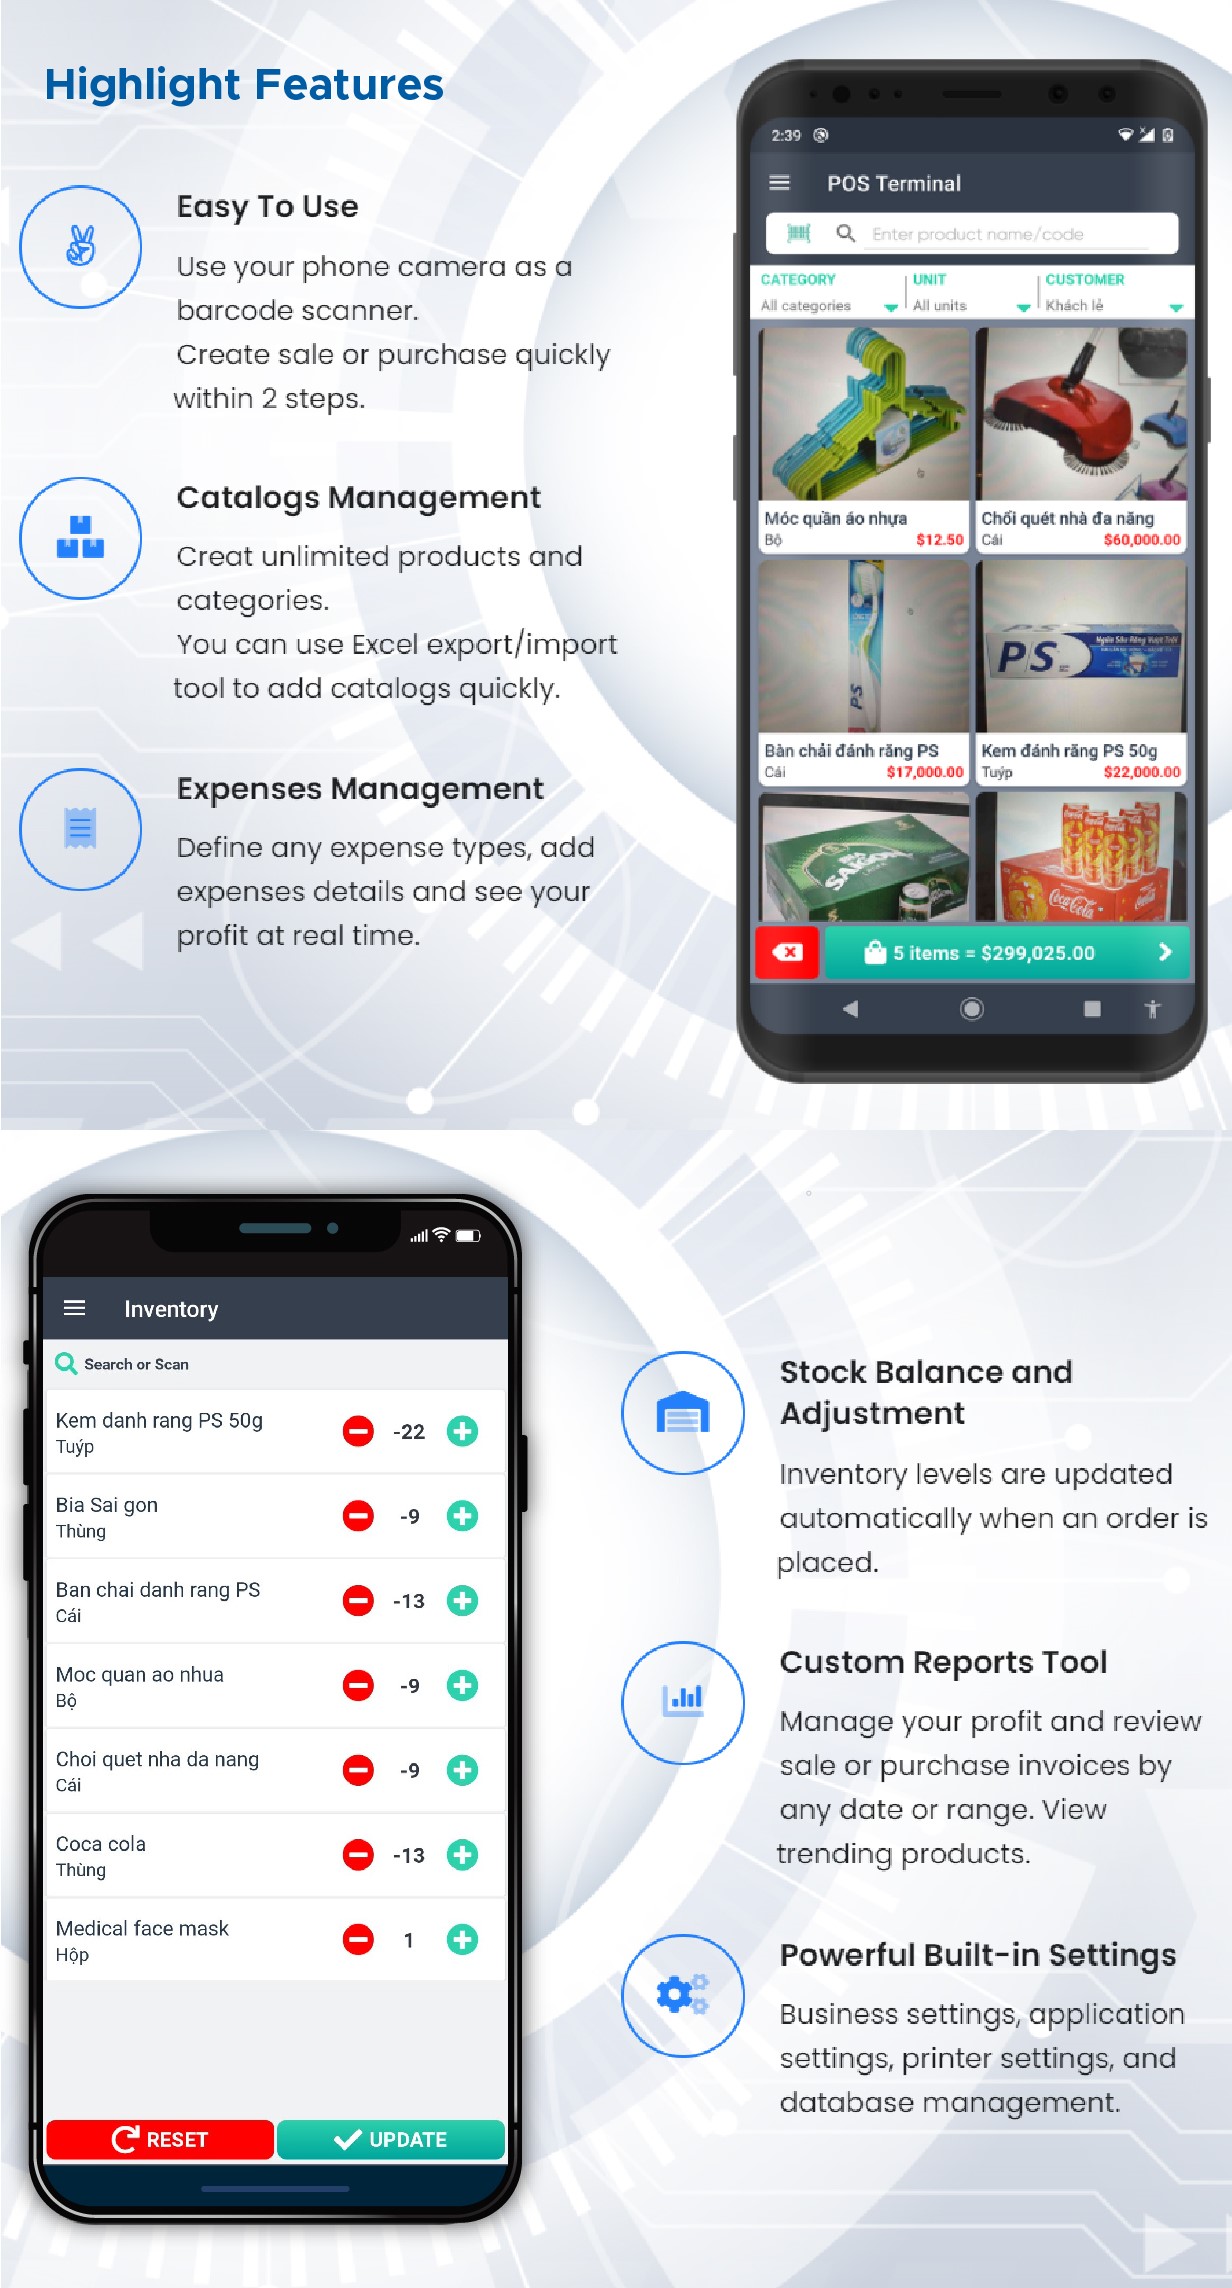 Highlight Features
Easy To Use
Use your phone camera as a
barcode scanner.
Create sale or purchase quickly
within 2 steps.
Catalogs Management
Creat unlimited products and
categories.
You can use Excel export/import
tool to add catalogs quickly.
Expenses Management
Define any expense types, add
expenses details and see your
profit at real time.
2:39
POS Terminal
Enter product name/code
CATEGORY UNIT CUSTOMER
All categories All units Khách lẻ
Móc quần áo nhựa
Bộ $12.50
Chổi quét nhà đa năng
Cái $60,000.00
P/S
P/S
Bàn chải đánh răng PS
Cái $17,000.00
Kem đánh răng PS 50g
Tuýp $22,000.00
SAIGON
Coca-Cola
5 items = $299,025.00
Inventory
Search or Scan
Kem danh rang PS 50g
Tuýp
-22
Bia Sai gon
Thùng
-9
Ban chai danh rang PS
Cái
-13
Moc quan ao nhua
Bộ
-9
Choi quet nha da nang
Cái
-9
Coca cola
Thùng
-13
Medical face mask
Hộp
1
RESET
UPDATE
Stock Balance and
Adjustment
Inventory levels are updated
automatically when an order is
placed.
Custom Reports Tool
Manage your profit and review
sale or purchase invoices by
any date or range. View
trending products.
Powerful Built-in Settings
Business settings, application
settings, printer settings, and
database management.